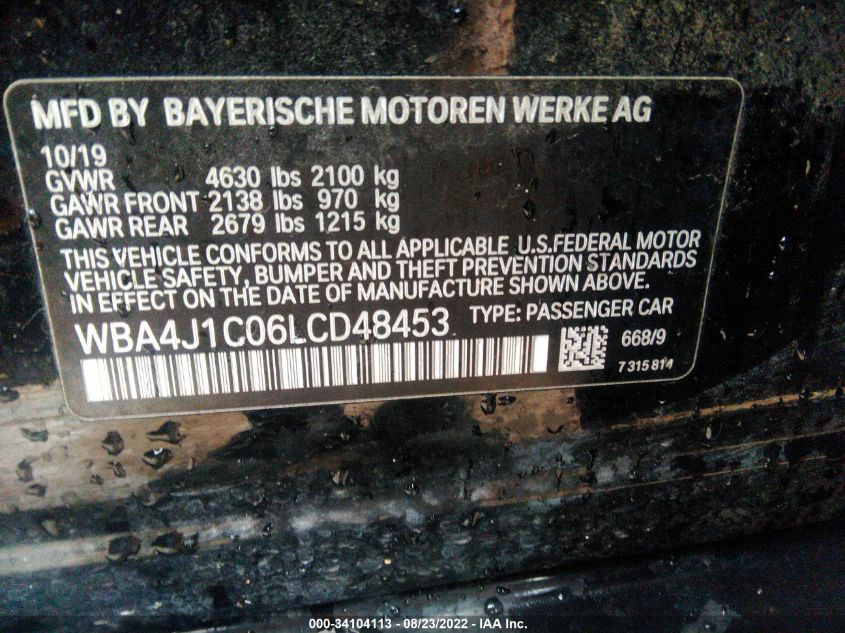 MFD BY BAYERISCHE MOTOREN WERKE AG
10/19
GVWR 4630 lbs 2100 kg
GAWR FRONT 2138 lbs 970 kg
GAWR REAR 2679 lbs 1215 kg
THIS VEHICLE CONFORMS TO ALL APPLICABLE U.S.FEDERAL MOTOR
VEHICLE SAFETY, BUMPER AND THEFT PREVENTION STANDARDS
IN EFFECT ON THE DATE OF MANUFACTURE SHOWN ABOVE.
WBA4J1C06LCD48453 TYPE: PASSENGER CAR
668/9
7 315 814
000-34104113 - 08/23/2022 - IAA Inc.